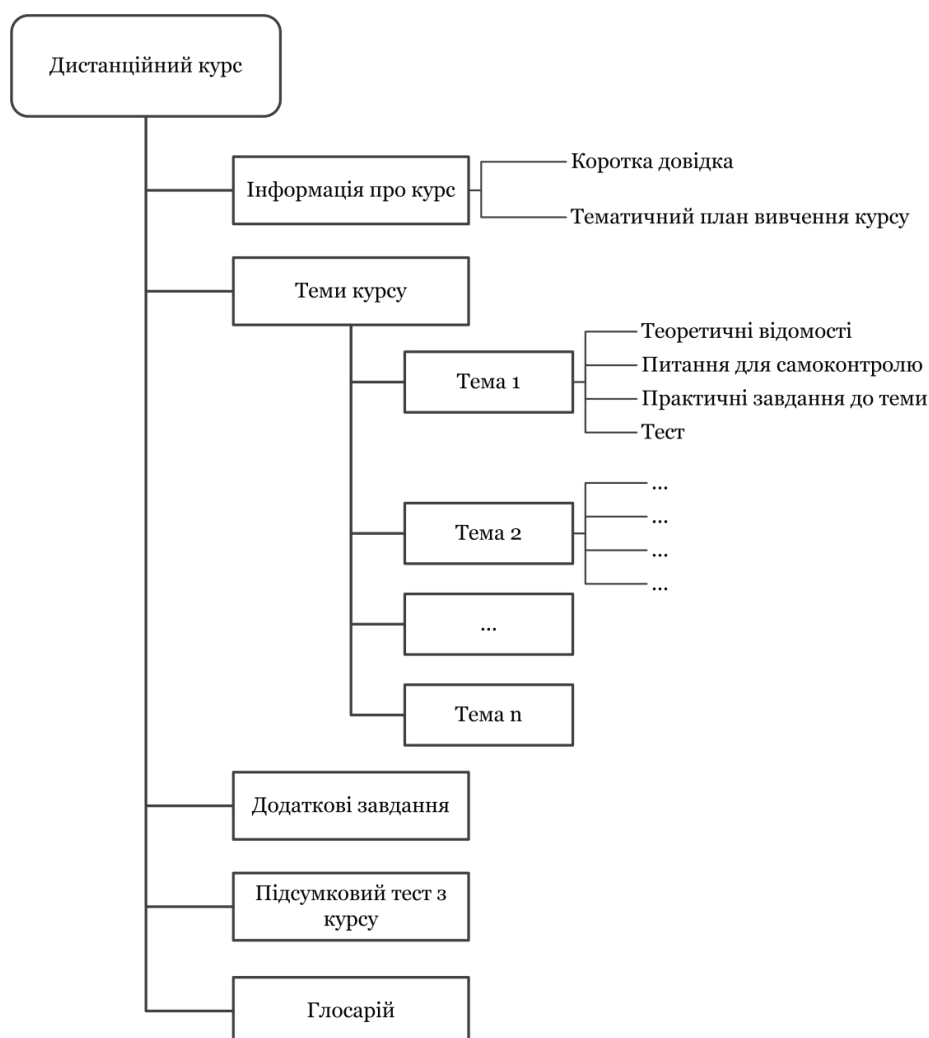 Дистанційний курс
Інформація про курс
Коротка довідка
Тематичний план вивчення курсу
Теми курсу
Тема 1
Теоретичні відомості
Питання для самоконтролю
Практичні завдання до теми
Тест
Тема 2
...
...
...
...
...
Тема n
Додаткові завдання
Підсумковий тест з
курсу
Глосарій